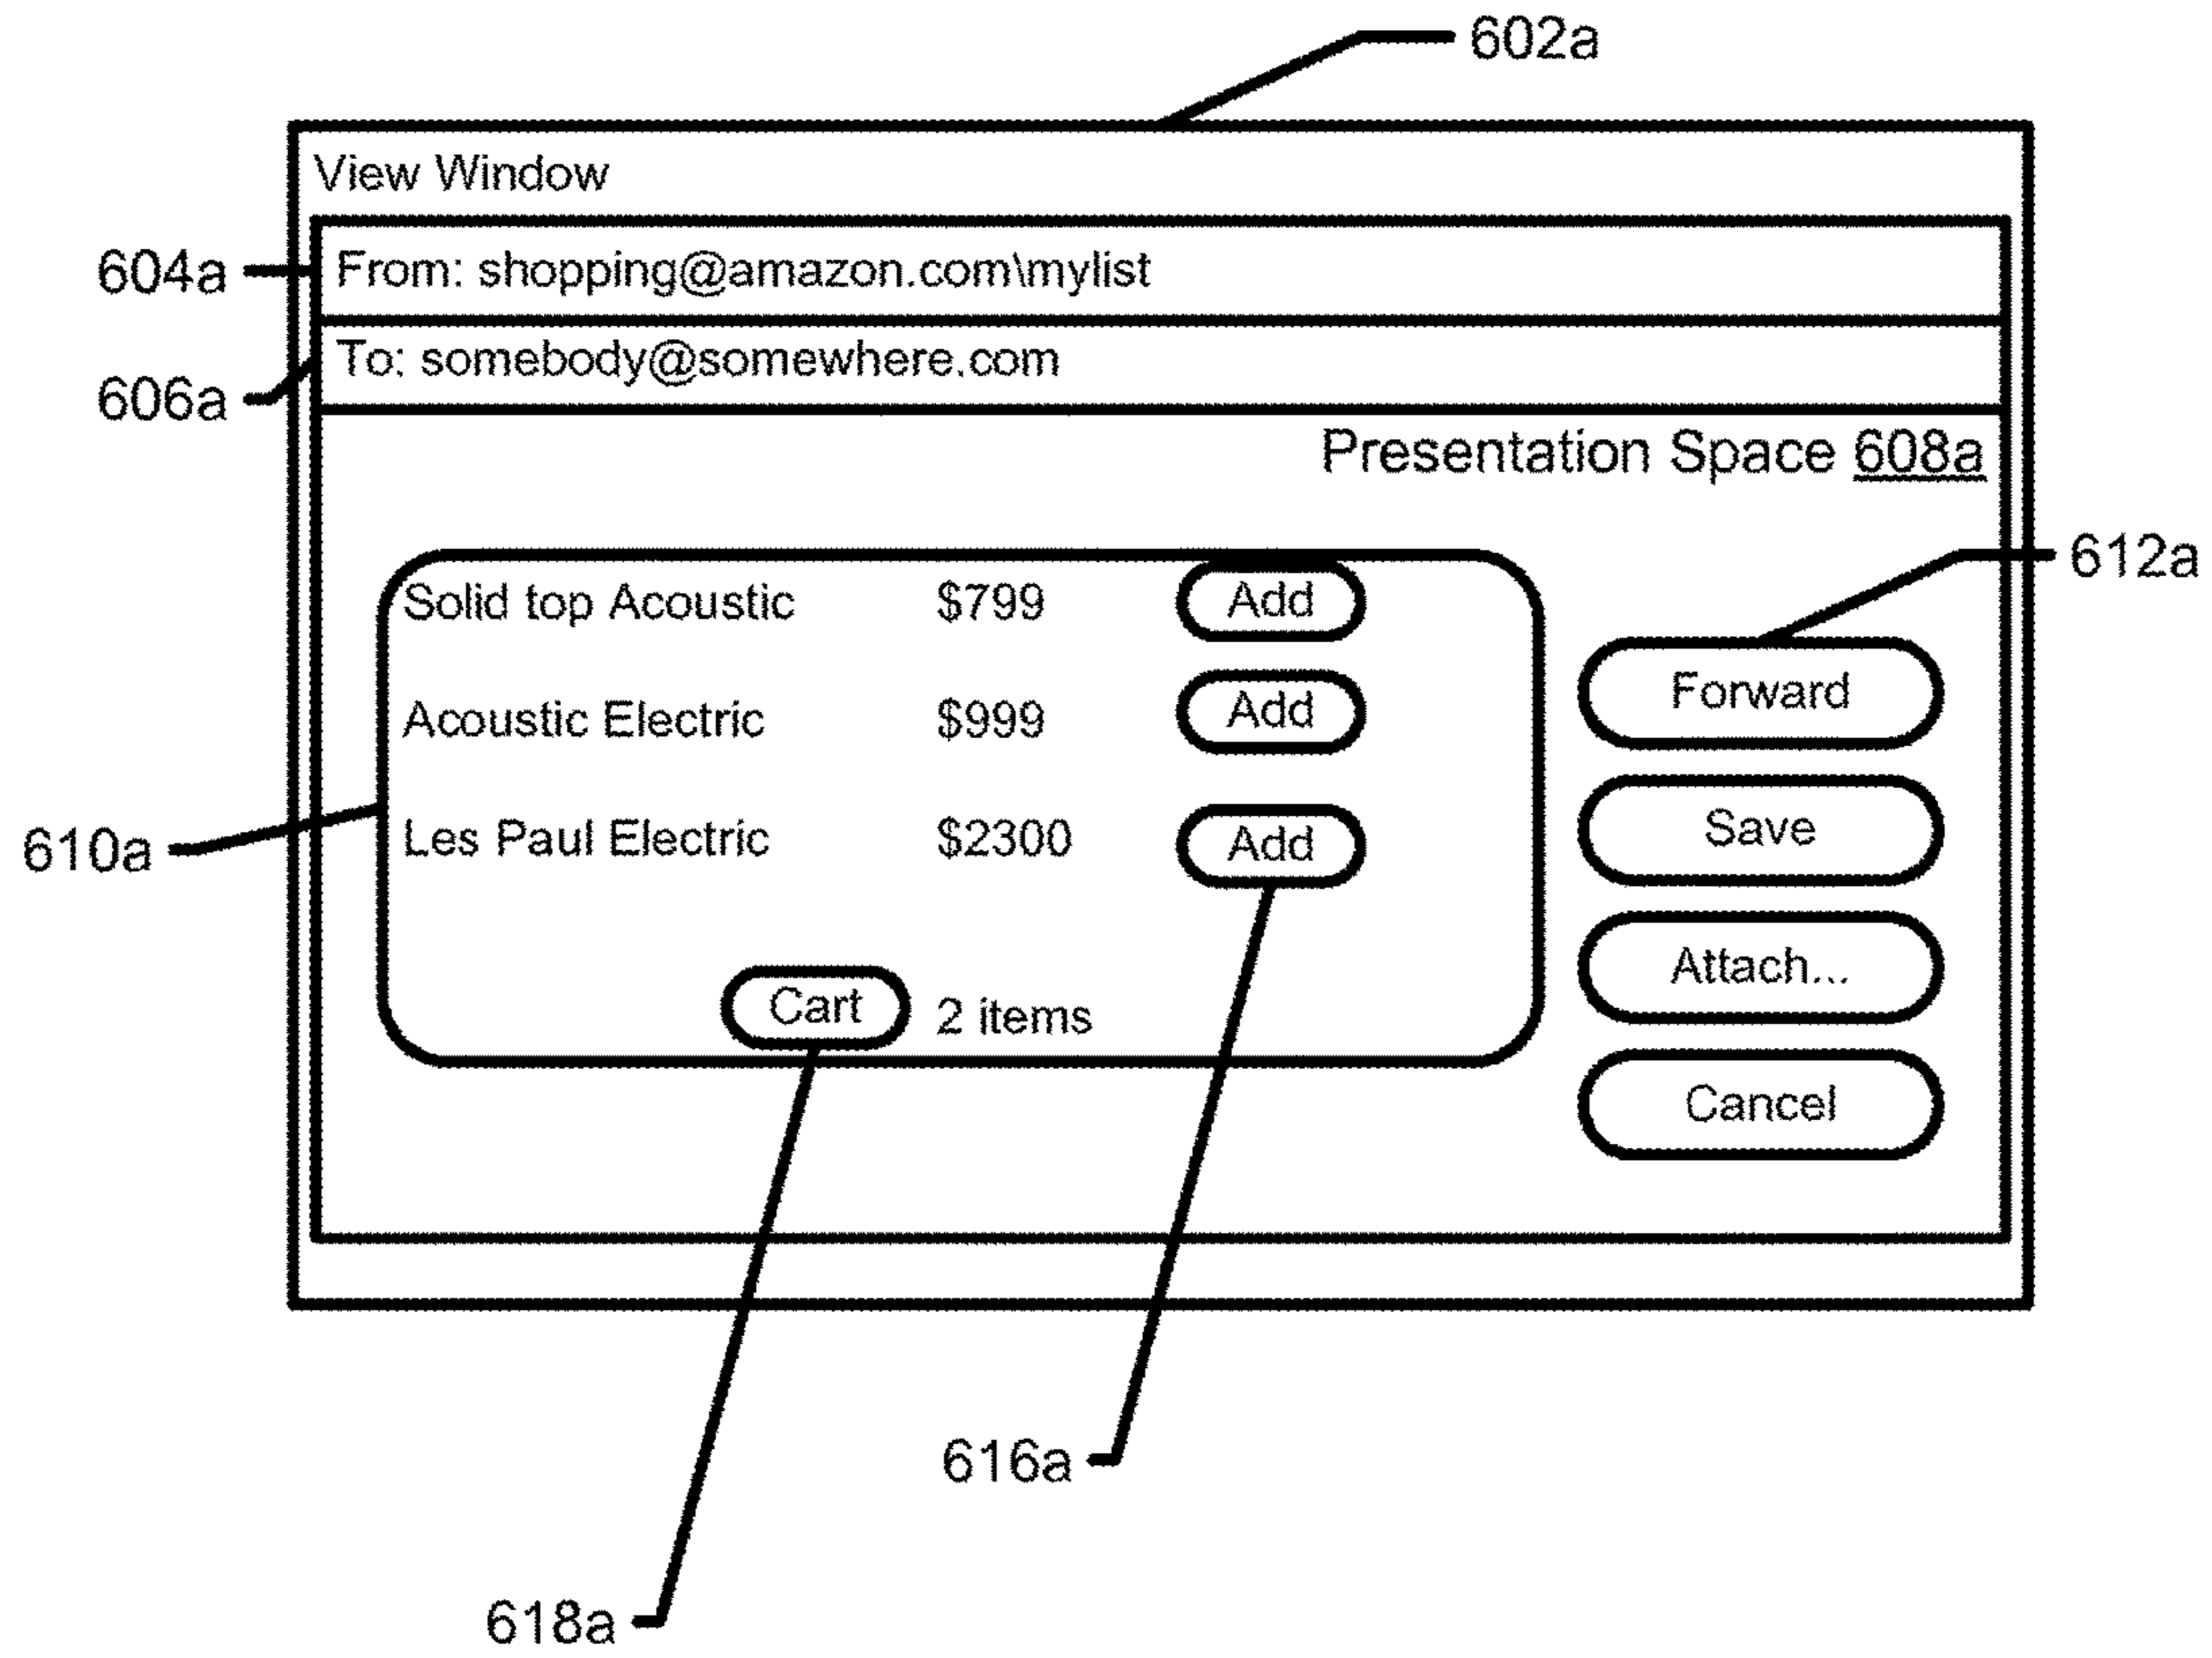 602a
View Window
604a
From: shopping@amazon.com\mylist
To: somebody@somewhere.com
606a
Presentation Space 608a
612a
Solid top Acoustic $799 Add
Forward
Acoustic Electric $999 Add
Save
610a
Les Paul Electric $2300 Add
Attach...
Cart 2 items
Cancel
616a
618a